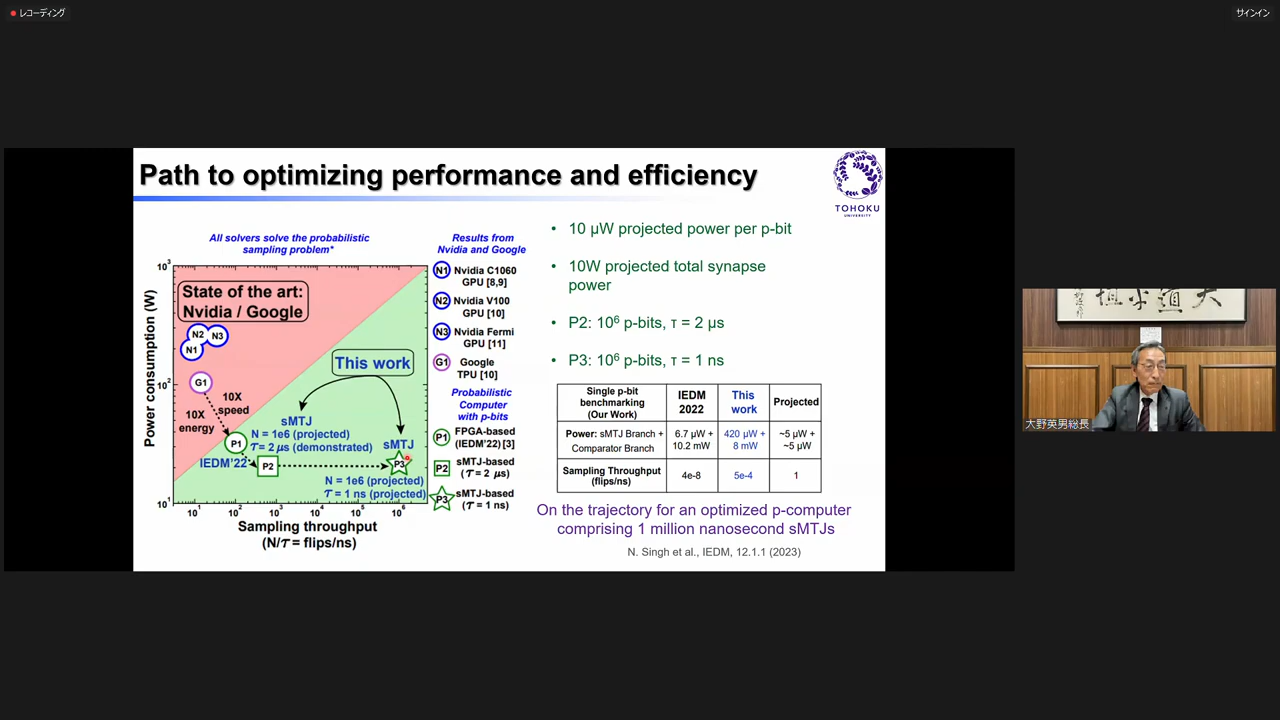 レコーディング
サインイン
Path to optimizing performance and efficiency
TOHOKU
UNIVERSITY
All solvers solve the probabilistic
sampling problem*
Power consumption (W)
10³
10²
10¹
State of the art:
Nvidia / Google
N2
N3
N1
G1
10X
speed
10X
energy
P1
IEDM'22
P2
This work
sMTJ
N = 1e6 (projected)
τ = 2 μs (demonstrated)
sMTJ
P3
N = 1e6 (projected)
τ = 1 ns (projected)
10¹
10²
10³
10⁴
10⁵
10⁶
Sampling throughput
(N/τ = flips/ns)
Results from
Nvidia and Google
N1 Nvidia C1060
GPU [8,9]
N2 Nvidia V100
GPU [10]
N3 Nvidia Fermi
GPU [11]
G1 Google
TPU [10]
Probabilistic
Computer
with p-bits
P1 FPGA-based
(IEDM'22) [3]
P2 sMTJ-based
(τ = 2 μs)
P3 sMTJ-based
(τ = 1 ns)
• 10 μW projected power per p-bit
• 10W projected total synapse
power
• P2: 10⁶ p-bits, τ = 2 μs
• P3: 10⁶ p-bits, τ = 1 ns
Single p-bit
benchmarking
(Our Work)
IEDM
2022
This
work
Projected
Power: sMTJ Branch +
Comparator Branch
6.7 μW +
10.2 mW
420 μW +
8 mW
~5 μW +
~5 μW
Sampling Throughput
(flips/ns)
4e-8
5e-4
1
On the trajectory for an optimized p-computer
comprising 1 million nanosecond sMTJs
N. Singh et al., IEDM, 12.1.1 (2023)
大野英男総長